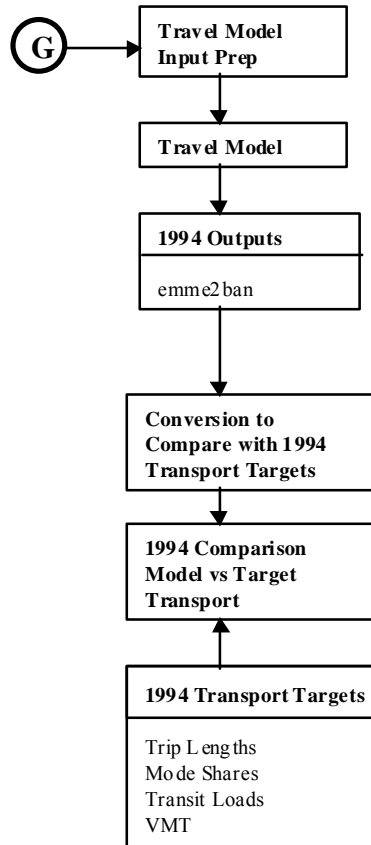 G
Travel Model
Input Prep
Travel Model
1994 Outputs
emme2ban
Conversion to
Compare with 1994
Transport Targets
1994 Comparison
Model vs Target
Transport
1994 Transport Targets
Trip Lengths
Mode Shares
Transit Loads
VMT